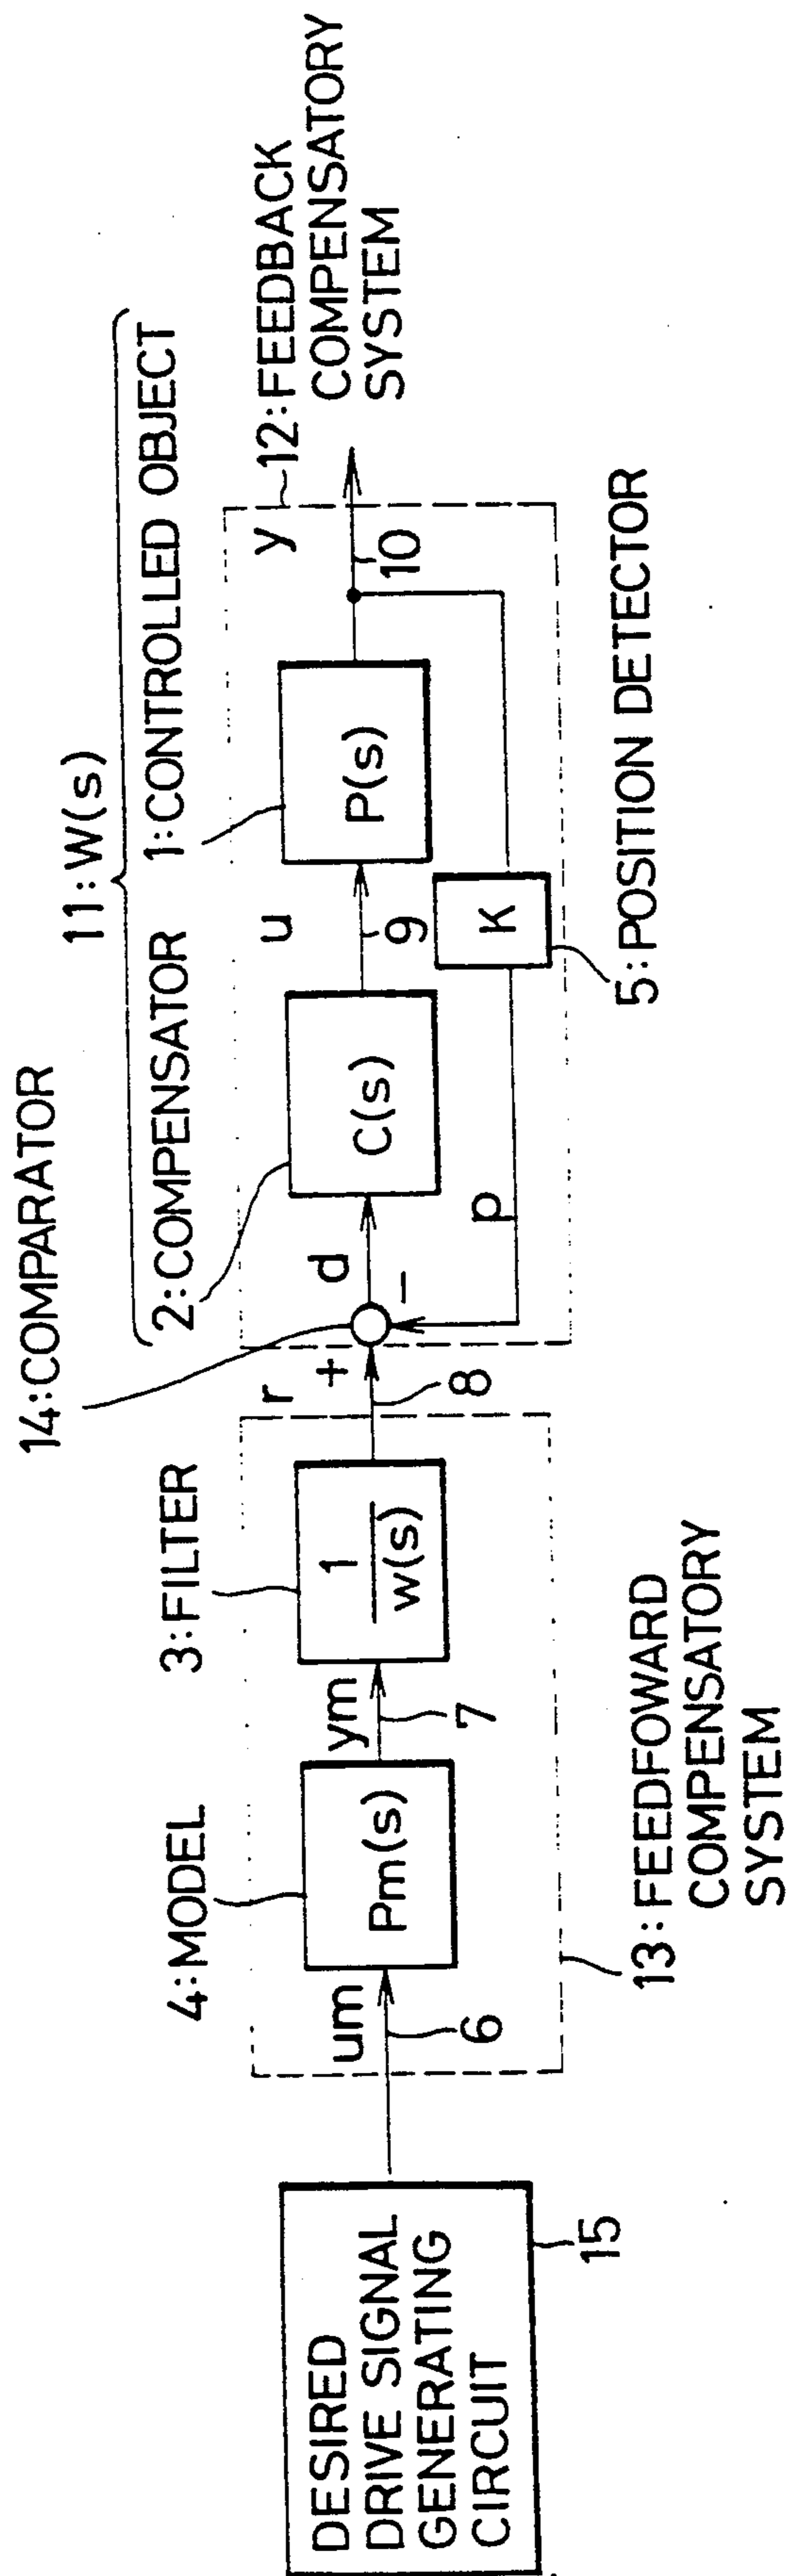 14:COMPARATOR
11:W(s)
2:COMPENSATOR
1:CONTROLLED OBJECT
12:FEEDBACK
COMPENSATORY
SYSTEM
4:MODEL
3:FILTER
DESIRED
DRIVE SIGNAL
GENERATING
CIRCUIT
15
um
6
Pm(s)
ym
7
1
w(s)
r
+
8
d
−
C(s)
u
9
P(s)
y
10
p
K
5:POSITION DETECTOR
13:FEEDFOWARD
COMPENSATORY
SYSTEM